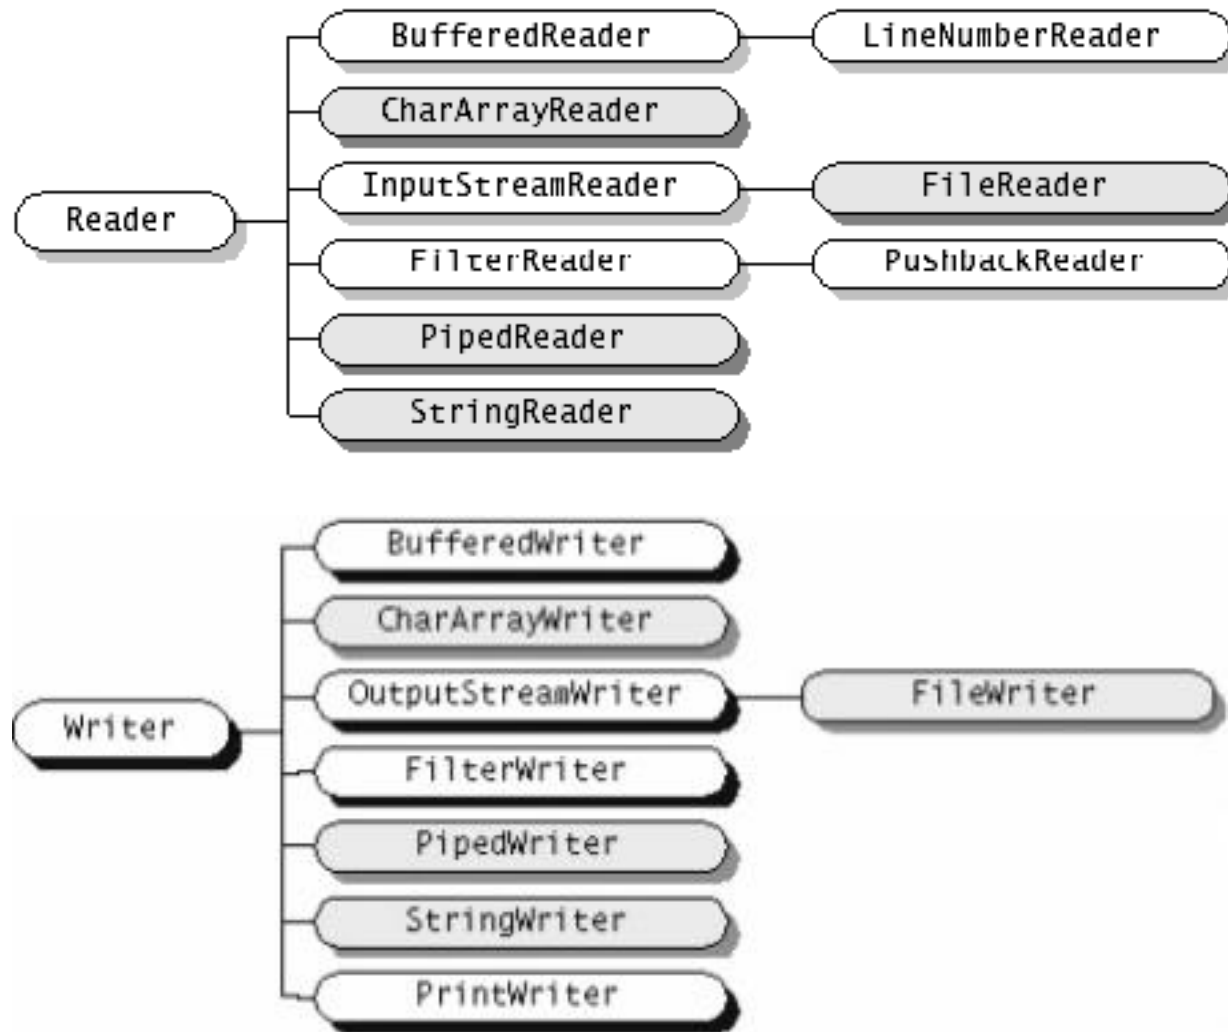 BufferedReader LineNumberReader
CharArrayReader
InputStreamReader FileReader
Reader
FilterReader PushbackReader
PipedReader
StringReader
BufferedWriter
CharArrayWriter
OutputStreamWriter FileWriter
Writer
FilterWriter
PipedWriter
StringWriter
PrintWriter